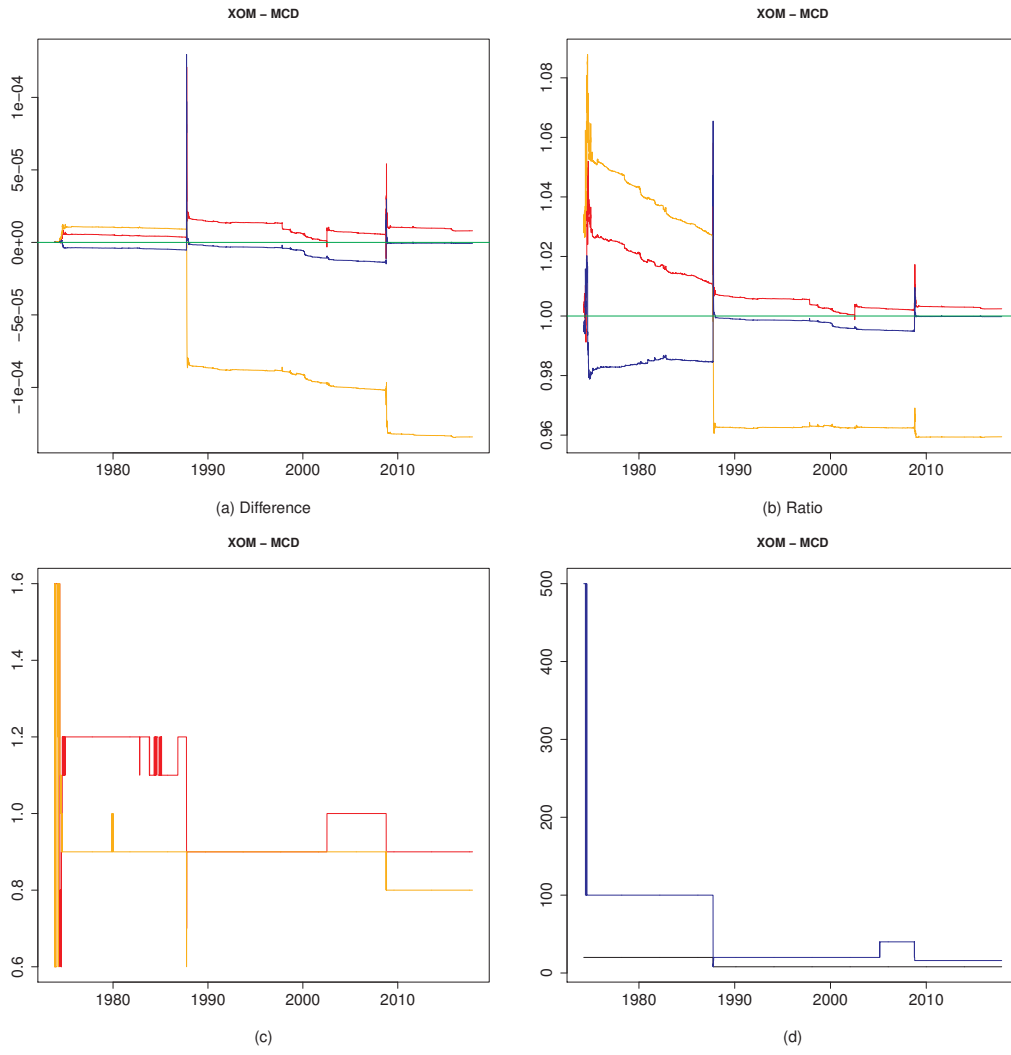 XOM − MCD
1e−04
5e−05
0e+00
−5e−05
−1e−04
1980 1990 2000 2010
(a) Difference
XOM − MCD
1.08
1.06
1.04
1.02
1.00
0.98
0.96
1980 1990 2000 2010
(b) Ratio
XOM − MCD
1.6
1.4
1.2
1.0
0.8
0.6
1980 1990 2000 2010
(c)
XOM − MCD
500
400
300
200
100
0
1980 1990 2000 2010
(d)